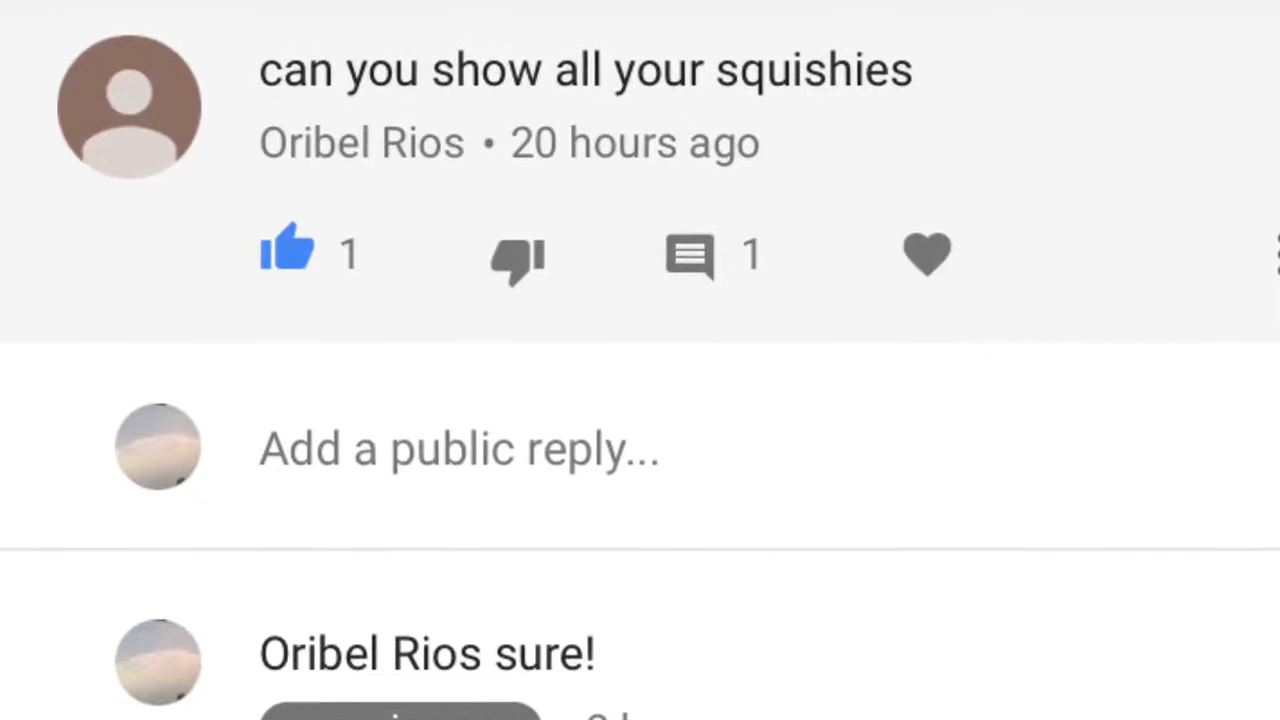 can you show all your squishies
Oribel Rios • 20 hours ago
1
1
Add a public reply...
Oribel Rios sure!